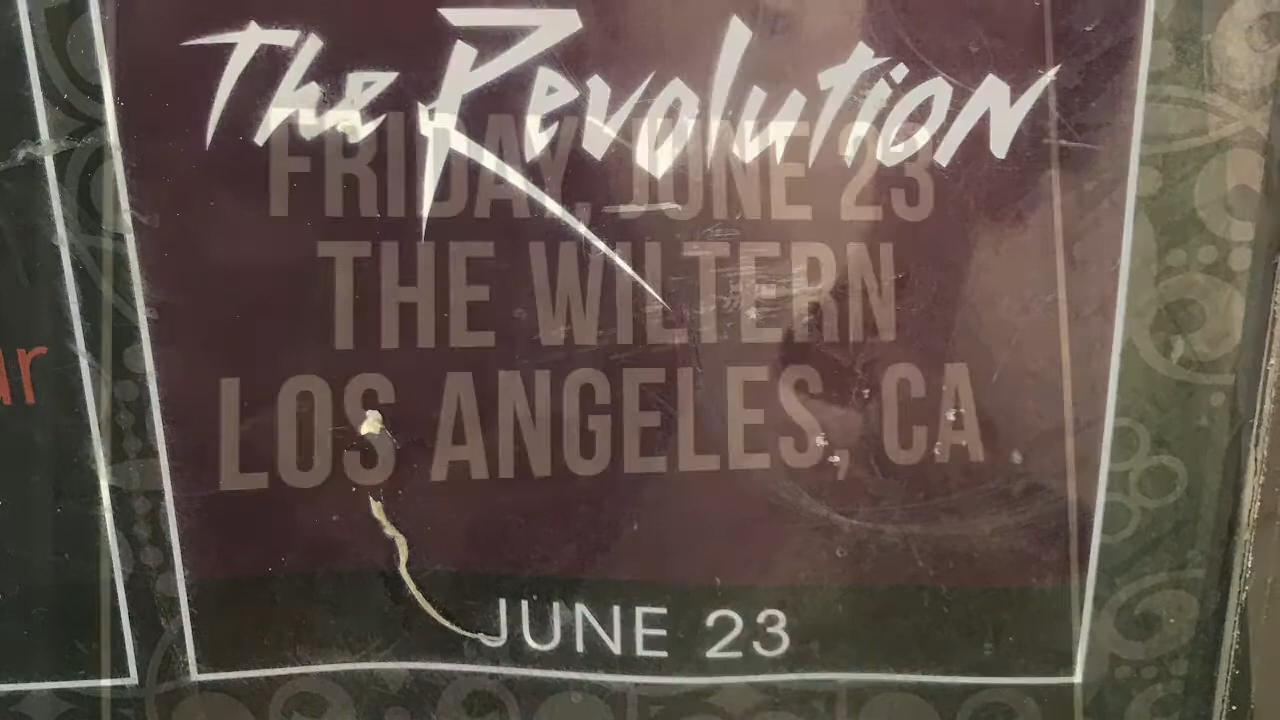 The Revolution
FRIDAY, JUNE 23
THE WILTERN
LOS ANGELES, CA
JUNE 23